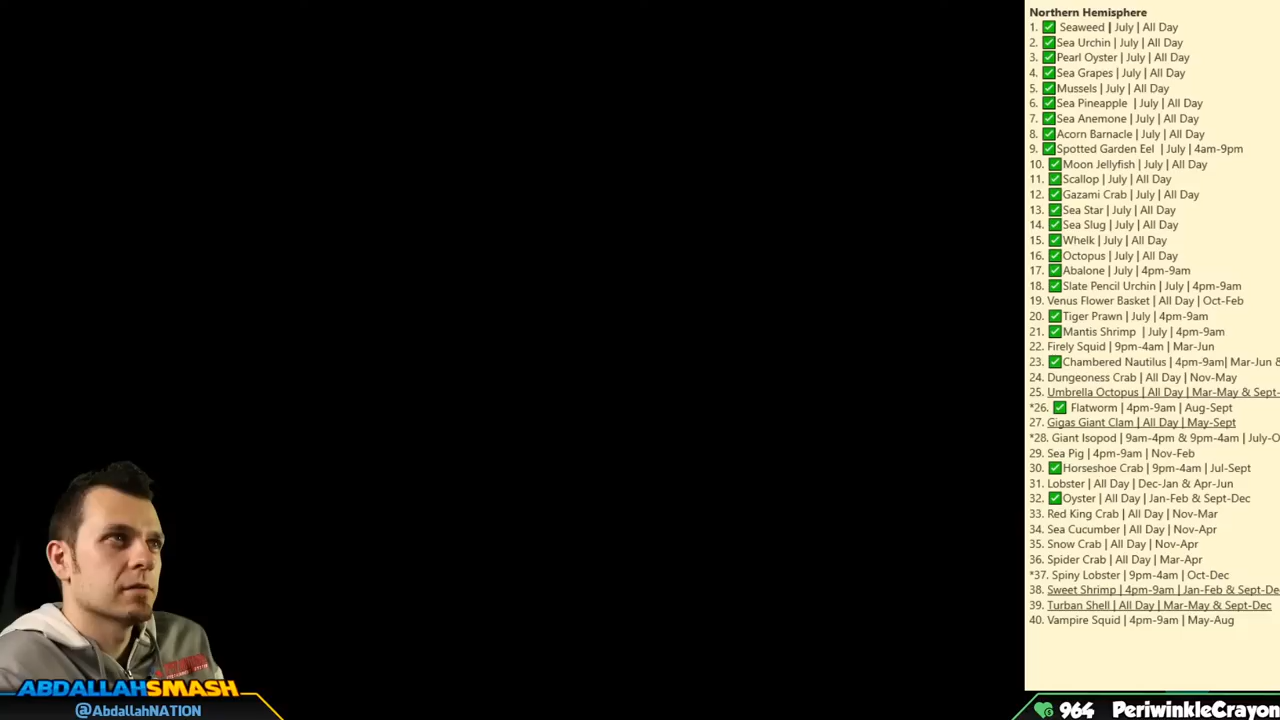 Northern Hemisphere
1. ✅ Seaweed | July | All Day
2. ✅Sea Urchin | July | All Day
3. ✅Pearl Oyster | July | All Day
4. ✅Sea Grapes | July | All Day
5. ✅Mussels | July | All Day
6. ✅Sea Pineapple | July | All Day
7. ✅Sea Anemone | July | All Day
8. ✅Acorn Barnacle | July | All Day
9. ✅Spotted Garden Eel | July | 4am-9pm
10. ✅Moon Jellyfish | July | All Day
11. ✅Scallop | July | All Day
12. ✅Gazami Crab | July | All Day
13. ✅Sea Star | July | All Day
14. ✅Sea Slug | July | All Day
15. ✅Whelk | July | All Day
16. ✅Octopus | July | All Day
17. ✅Abalone | July | 4pm-9am
18. ✅Slate Pencil Urchin | July | 4pm-9am
19. Venus Flower Basket | All Day | Oct-Feb
20. ✅Tiger Prawn | July | 4pm-9am
21. ✅Mantis Shrimp | July | 4pm-9am
22. Firely Squid | 9pm-4am | Mar-Jun
23. ✅Chambered Nautilus | 4pm-9am| Mar-Jun &
24. Dungeoness Crab | All Day | Nov-May
25. Umbrella Octopus | All Day | Mar-May & Sept-
*26. ✅ Flatworm | 4pm-9am | Aug-Sept
27. Gigas Giant Clam | All Day | May-Sept
*28. Giant Isopod | 9am-4pm & 9pm-4am | July-O
29. Sea Pig | 4pm-9am | Nov-Feb
30. ✅Horseshoe Crab | 9pm-4am | Jul-Sept
31. Lobster | All Day | Dec-Jan & Apr-Jun
32. ✅Oyster | All Day | Jan-Feb & Sept-Dec
33. Red King Crab | All Day | Nov-Mar
34. Sea Cucumber | All Day | Nov-Apr
35. Snow Crab | All Day | Nov-Apr
36. Spider Crab | All Day | Mar-Apr
*37. Spiny Lobster | 9pm-4am | Oct-Dec
38. Sweet Shrimp | 4pm-9am | Jan-Feb & Sept-De
39. Turban Shell | All Day | Mar-May & Sept-Dec
40. Vampire Squid | 4pm-9am | May-Aug
ABDALLAHSMASH
@AbdallahNATION
964 PeriwinkleCrayon